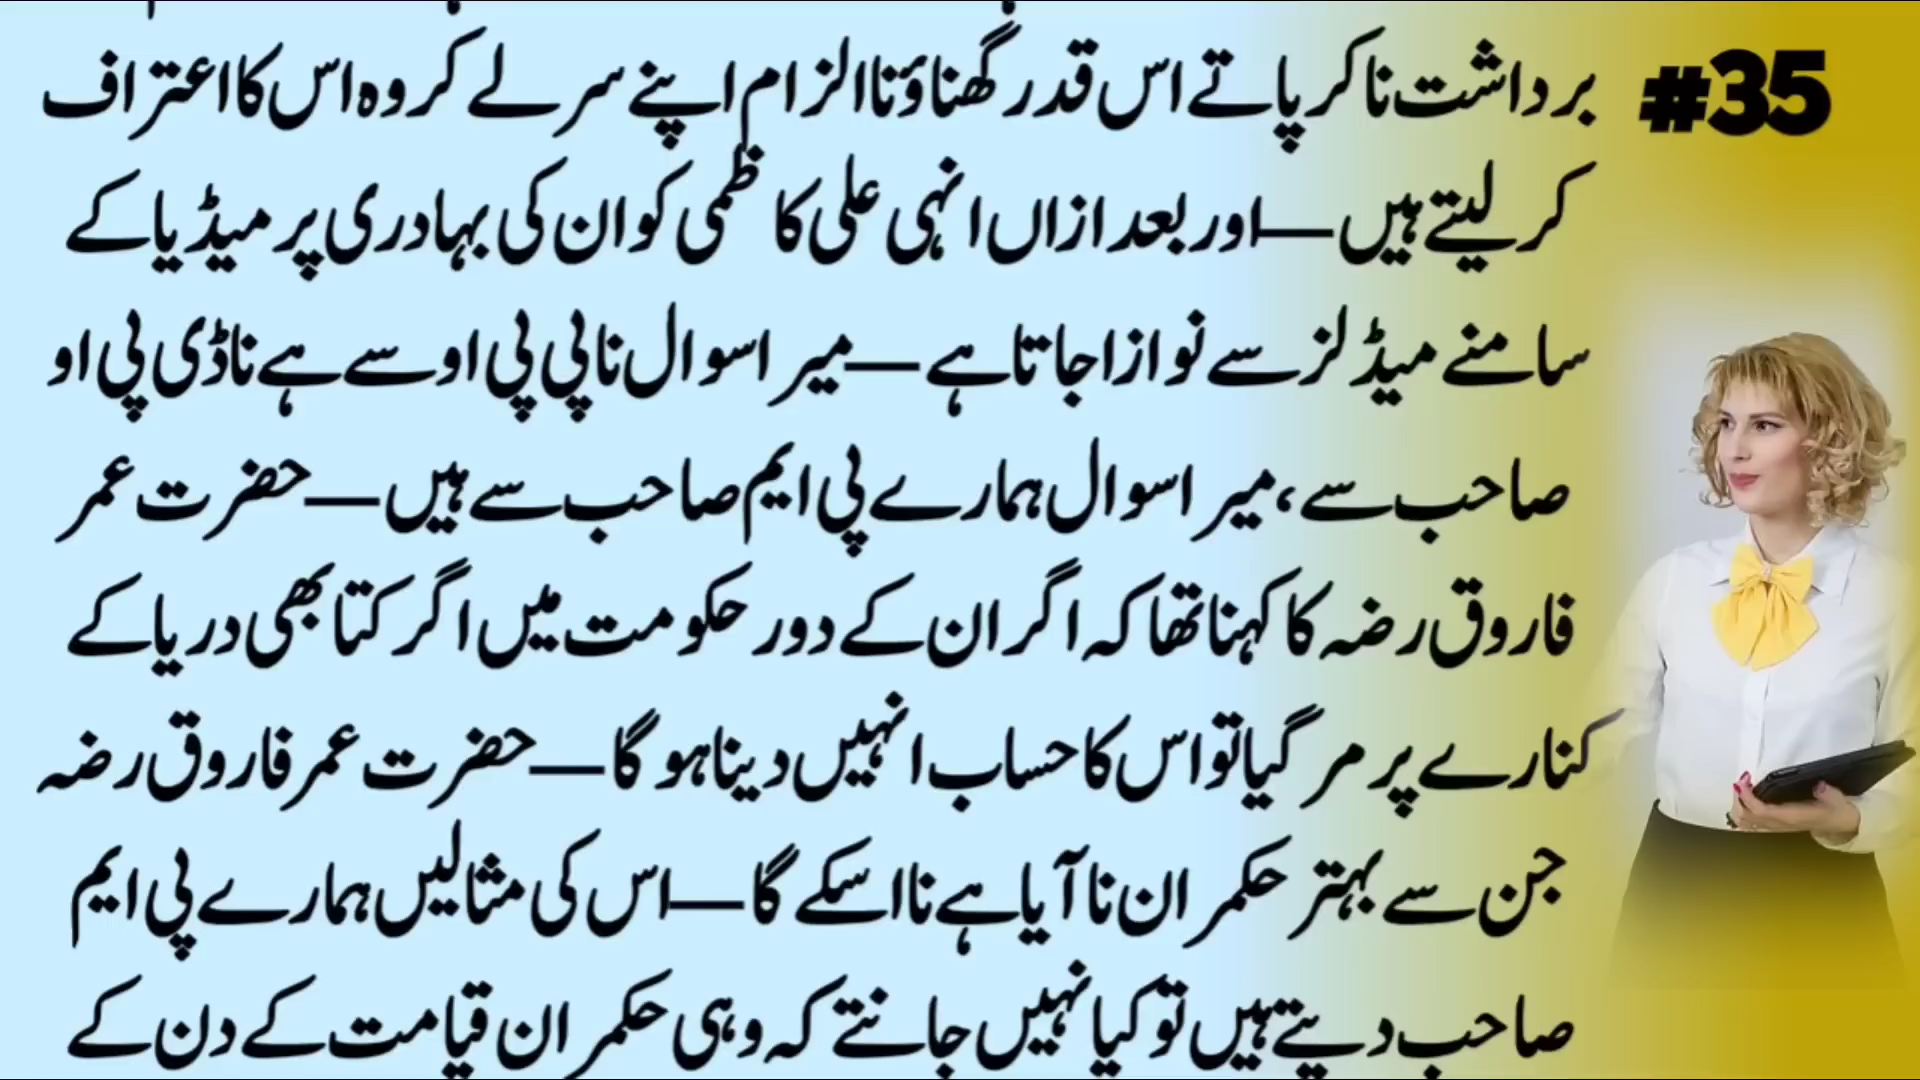 #35
برداشت نا کر پاتے اس قدر گھناؤنا الزام اپنے سر لے کر وہ اس کا اعتراف
کر لیتے ہیں — اور بعد ازاں انہی علی کاظمی کو ان کی بہادری پر میڈیا کے
سامنے میڈلز سے نوازا جاتا ہے — میرا سوال نا پی پی او سے ہے نا ڈی پی او
صاحب سے، میرا سوال ہمارے پی ایم صاحب سے ہیں — حضرت عمر
فاروق رضہ کا کہنا تھا کہ اگر ان کے دور حکومت میں اگر کتا بھی دریا کے
کنارے پر مر گیا تو اس کا حساب انہیں دینا ہو گا — حضرت عمر فاروق رضہ
جن سے بہتر حکمران نا آیا ہے نا اسکے گا — اس کی مثالیں ہمارے پی ایم
صاحب دیتے ہیں تو کیا نہیں جانتے کہ وہی حکمران قیامت کے دن کے